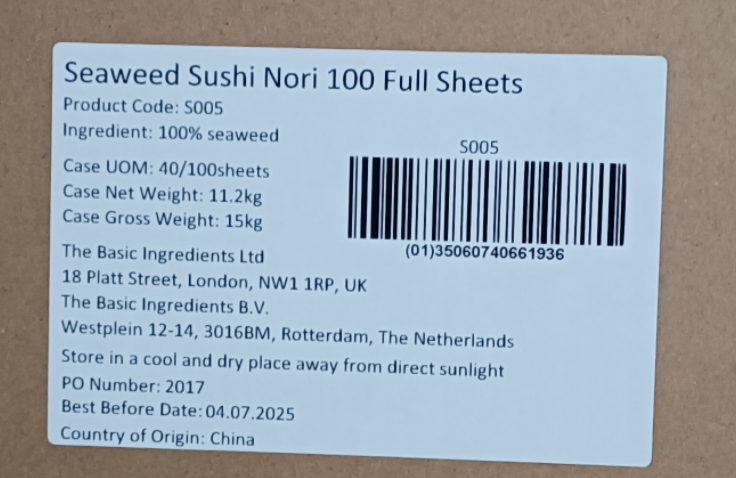 Seaweed Sushi Nori 100 Full Sheets
Product Code: S005
Ingredient: 100% seaweed
Case UOM: 40/100sheets
Case Net Weight: 11.2kg
Case Gross Weight: 15kg
S005
(01)35060740661936
The Basic Ingredients Ltd
18 Platt Street, London, NW1 1RP, UK
The Basic Ingredients B.V.
Westplein 12-14, 3016BM, Rotterdam, The Netherlands
Store in a cool and dry place away from direct sunlight
PO Number: 2017
Best Before Date: 04.07.2025
Country of Origin: China